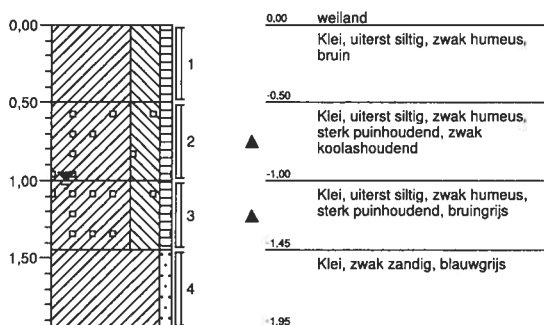 0,00
0,50
1,00
1,50
1
2
3
4
0,00 weiland
Klei, uiterst siltig, zwak humeus,
bruin
-0.50
Klei, uiterst siltig, zwak humeus,
sterk puinhoudend, zwak
koolashoudend
-1.00
Klei, uiterst siltig, zwak humeus,
sterk puinhoudend, bruingrijs
-1.45
Klei, zwak zandig, blauwgrijs
-1.95